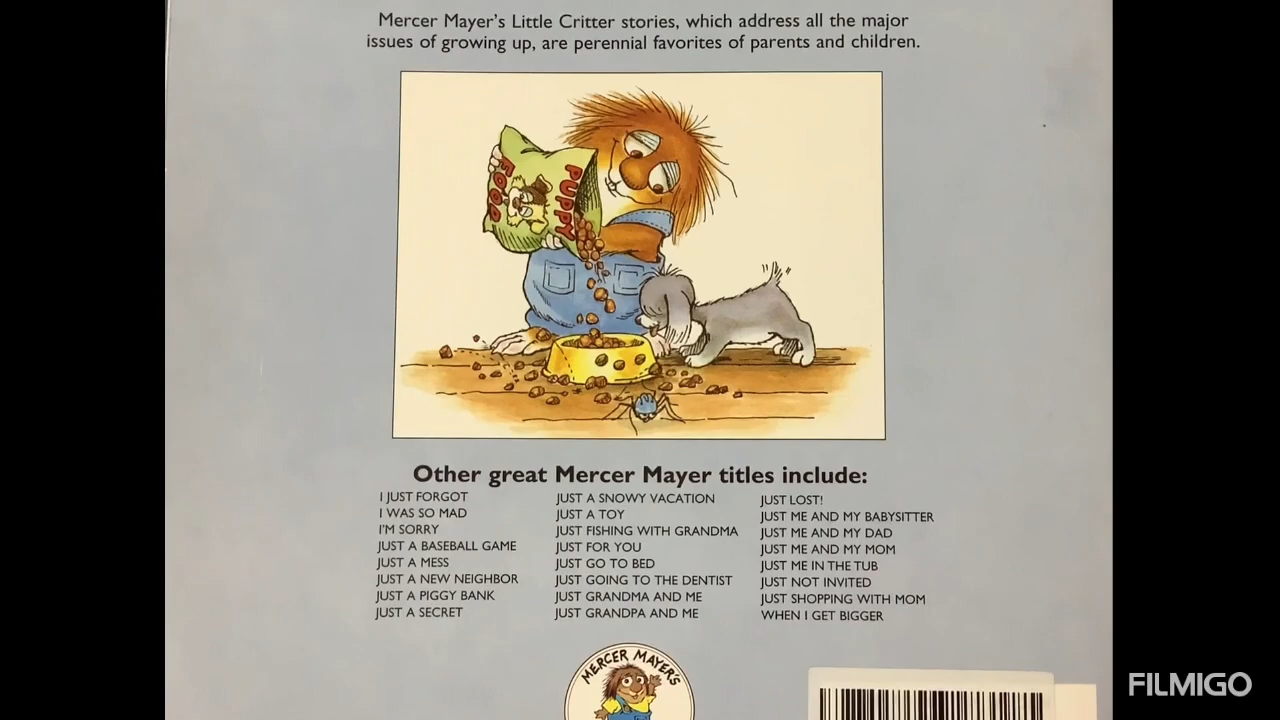 Mercer Mayer's Little Critter stories, which address all the major
issues of growing up, are perennial favorites of parents and children.
PUPPY
FOOD
Other great Mercer Mayer titles include:
I JUST FORGOT
I WAS SO MAD
I'M SORRY
JUST A BASEBALL GAME
JUST A MESS
JUST A NEW NEIGHBOR
JUST A PIGGY BANK
JUST A SECRET
JUST A SNOWY VACATION
JUST A TOY
JUST FISHING WITH GRANDMA
JUST FOR YOU
JUST GO TO BED
JUST GOING TO THE DENTIST
JUST GRANDMA AND ME
JUST GRANDPA AND ME
JUST LOST!
JUST ME AND MY BABYSITTER
JUST ME AND MY DAD
JUST ME AND MY MOM
JUST ME IN THE TUB
JUST NOT INVITED
JUST SHOPPING WITH MOM
WHEN I GET BIGGER
MERCER MAYER'S
FILMIGO